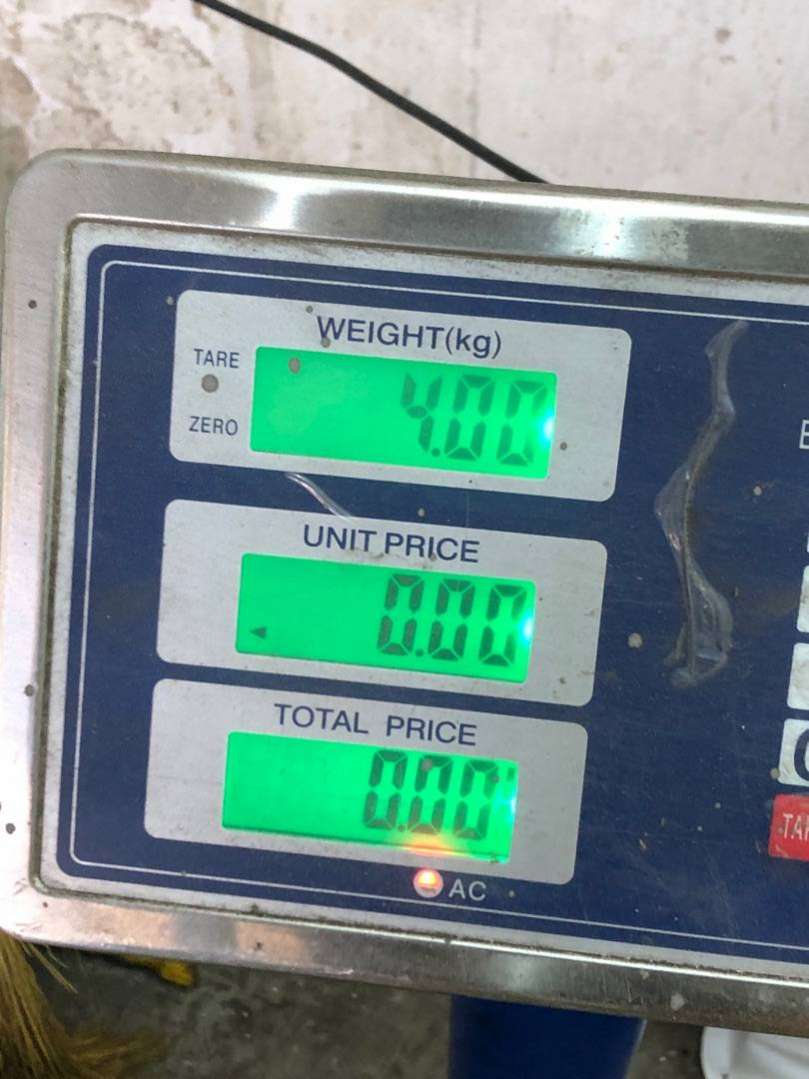 WEIGHT(kg)
TARE
4.00
ZERO
UNIT PRICE
0.00
TOTAL PRICE
0.00
AC